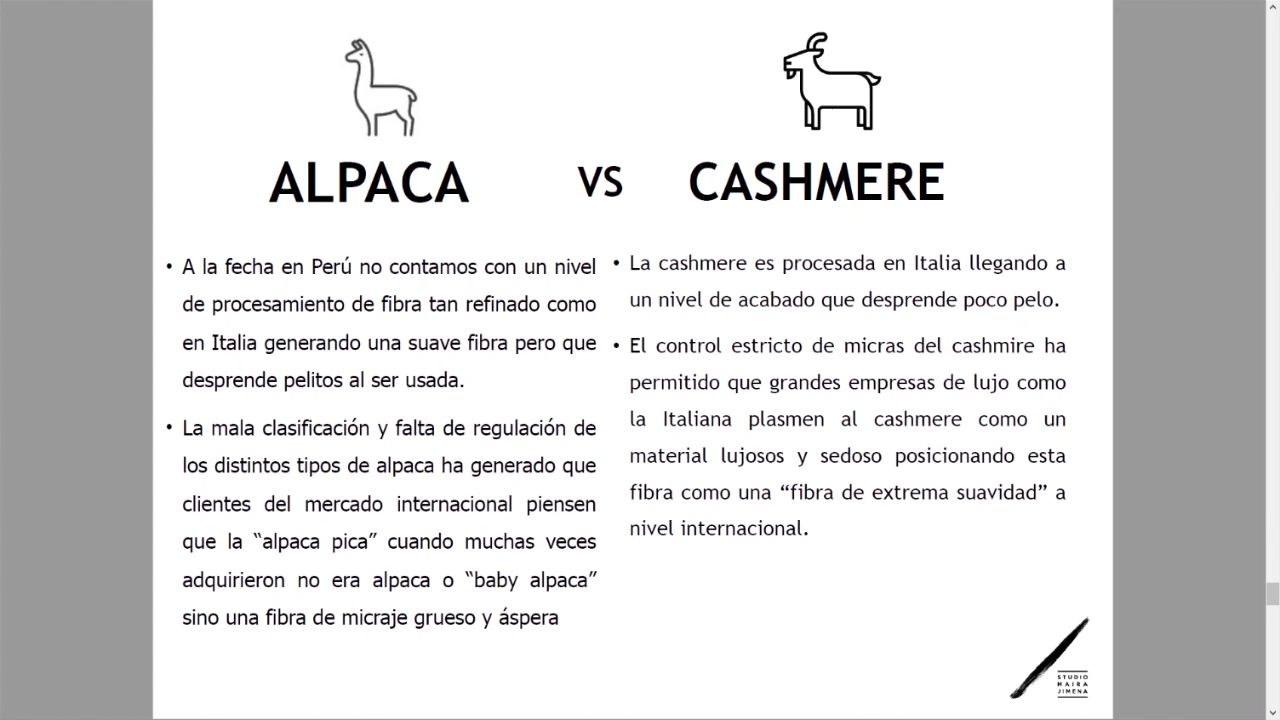 ALPACA VS CASHMERE
• A la fecha en Perú no contamos con un nivel
de procesamiento de fibra tan refinado como
en Italia generando una suave fibra pero que
desprende pelitos al ser usada.
• La mala clasificación y falta de regulación de
los distintos tipos de alpaca ha generado que
clientes del mercado internacional piensen
que la “alpaca pica” cuando muchas veces
adquirieron no era alpaca o “baby alpaca”
sino una fibra de micraje grueso y áspera
• La cashmere es procesada en Italia llegando a
un nivel de acabado que desprende poco pelo.
• El control estricto de micras del cashmire ha
permitido que grandes empresas de lujo como
la Italiana plasmen al cashmere como un
material lujosos y sedoso posicionando esta
fibra como una “fibra de extrema suavidad” a
nivel internacional.
STUDIO
MAIRA
JIMENA